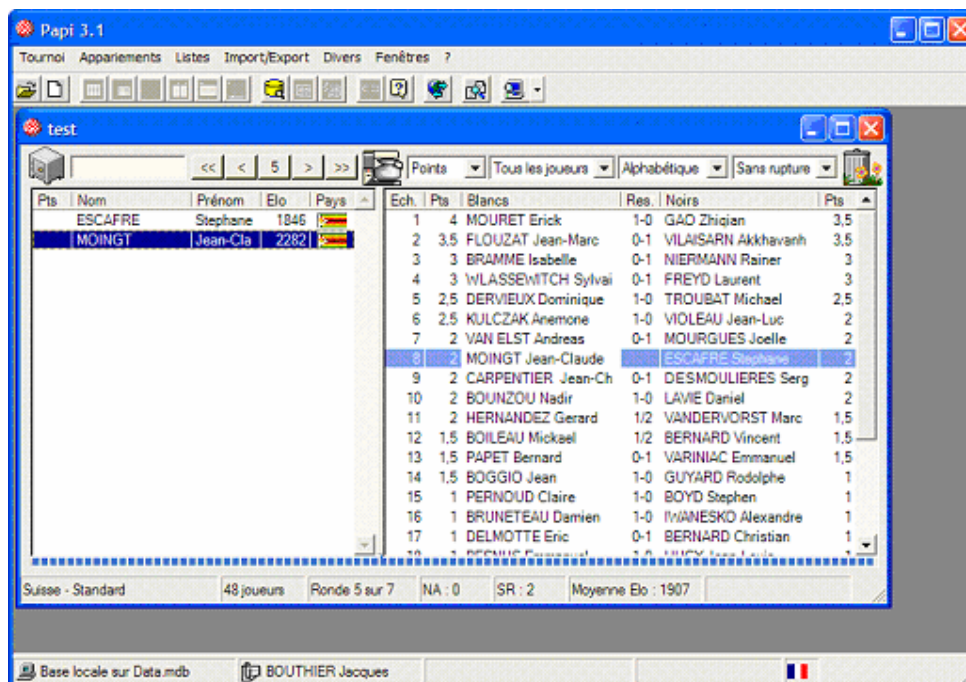 Papi 3.1
Tournoi Appariements Listes Import/Export Divers Fenêtres ?
test
<< < 5 > >> Points Tous les joueurs Alphabétique Sans rupture
Pts Nom Prénom Elo Pays Ech. Pts Blancs Res. Noirs Pts
ESCAFRE Stephane 1846 1 4 MOURET Erick 1-0 GAO Zhiqian 3,5
MOINGT Jean-Cla 2282 2 3,5 FLOUZAT Jean-Marc 0-1 VILAISARN Akkhavanh 3,5
3 3 BRAMME Isabelle 0-1 NIERMANN Rainer 3
4 3 WLASSEWITCH Sylvai 0-1 FREYD Laurent 3
5 2,5 DERVIEUX Dominique 1-0 TROUBAT Michael 2,5
6 2,5 KULCZAK Anemone 1-0 VIOLEAU Jean-Luc 2
7 2 VAN ELST Andreas 0-1 MOURGUES Joelle 2
8 2 MOINGT Jean-Claude ESCAFRE Stephane 2
9 2 CARPENTIER Jean-Ch 0-1 DESMOULIERES Serg 2
10 2 BOUNZOU Nadir 1-0 LAVIE Daniel 2
11 2 HERNANDEZ Gerard 1/2 VANDERVORST Marc 1,5
12 1,5 BOILEAU Mickael 1/2 BERNARD Vincent 1,5
13 1,5 PAPET Bernard 0-1 VARINIAC Emmanuel 1,5
14 1,5 BOGGIO Jean 1-0 GUYARD Rodolphe 1
15 1 PERNOUD Claire 1-0 BOYD Stephen 1
16 1 BRUNETEAU Damien 1-0 IWANESKO Alexandre 1
17 1 DELMOTTE Eric 0-1 BERNARD Christian 1
Suisse - Standard 48 joueurs Ronde 5 sur 7 NA : 0 SR : 2 Moyenne Elo : 1907
Base locale sur Data.mdb BOUTHIER Jacques